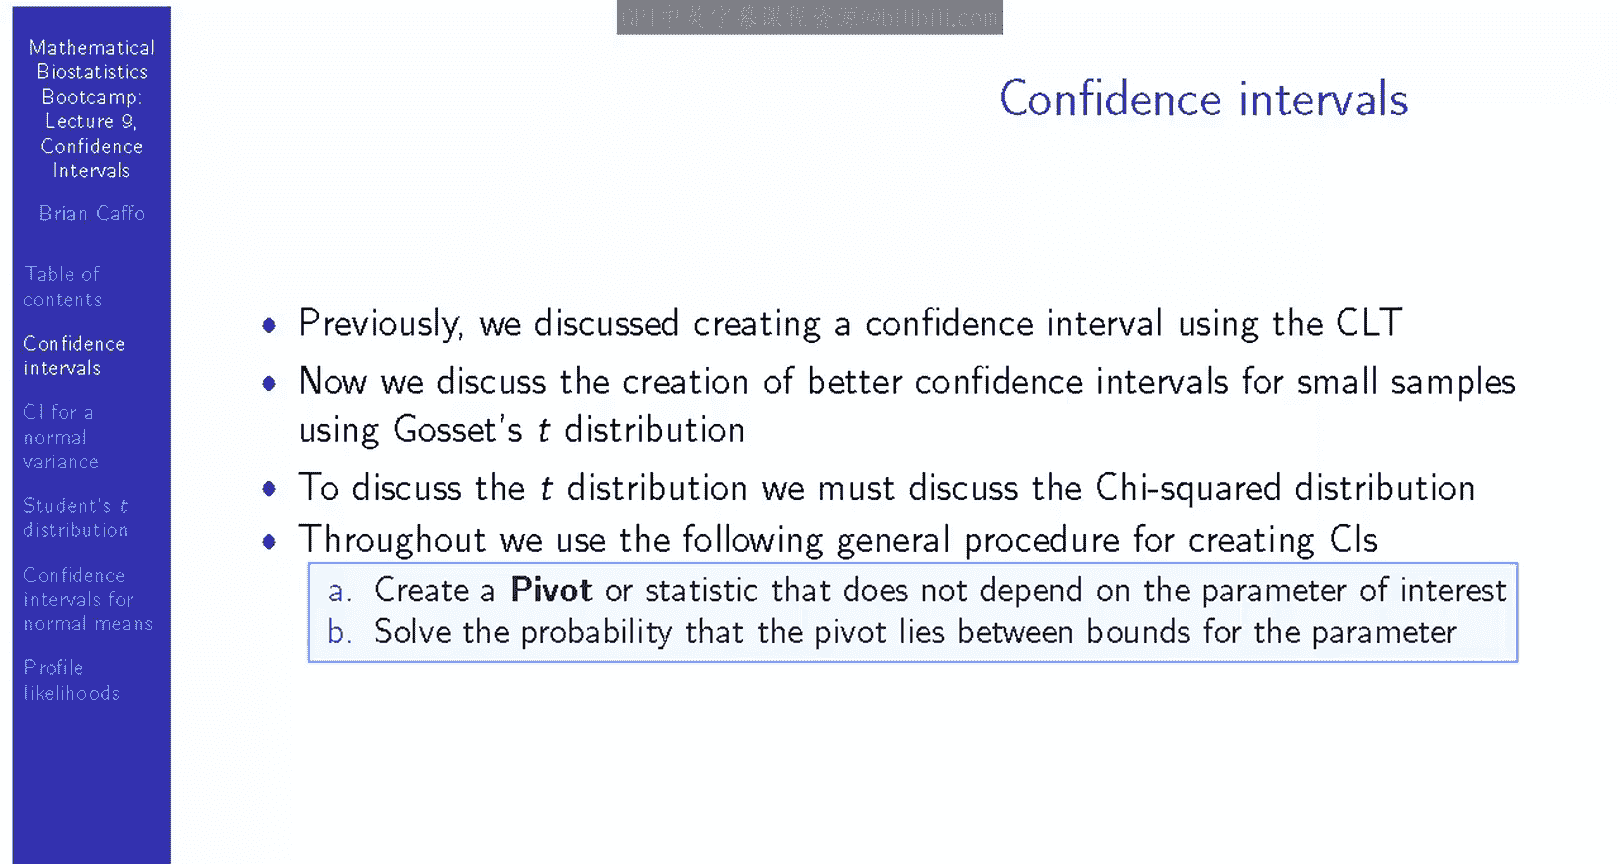 Mathematical
Biostatistics
Bootcamp:
Lecture 9,
Confidence
Intervals
Brian Caffo
Table of
contents
Confidence
intervals
CI for a
normal
variance
Student's t
distribution
Confidence
intervals for
normal means
Profile
likelihoods
Confidence intervals
• Previously, we discussed creating a confidence interval using the CLT
• Now we discuss the creation of better confidence intervals for small samples
using Gosset's t distribution
• To discuss the t distribution we must discuss the Chi-squared distribution
• Throughout we use the following general procedure for creating CIs
a. Create a Pivot or statistic that does not depend on the parameter of interest
b. Solve the probability that the pivot lies between bounds for the parameter